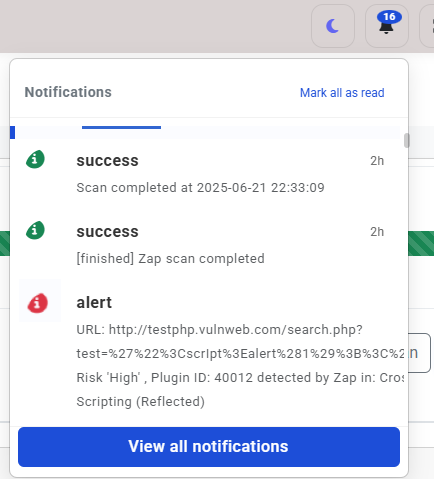 16
Notifications
Mark all as read
success
2h
Scan completed at 2025-06-21 22:33:09
success
2h
[finished] Zap scan completed
alert
URL: http://testphp.vulnweb.com/search.php?
test=%27%22%3CscrIpt%3Ealert%281%29%3B%3C%2
n
Risk 'High' , Plugin ID: 40012 detected by Zap in: Cros
Scripting (Reflected)
View all notifications